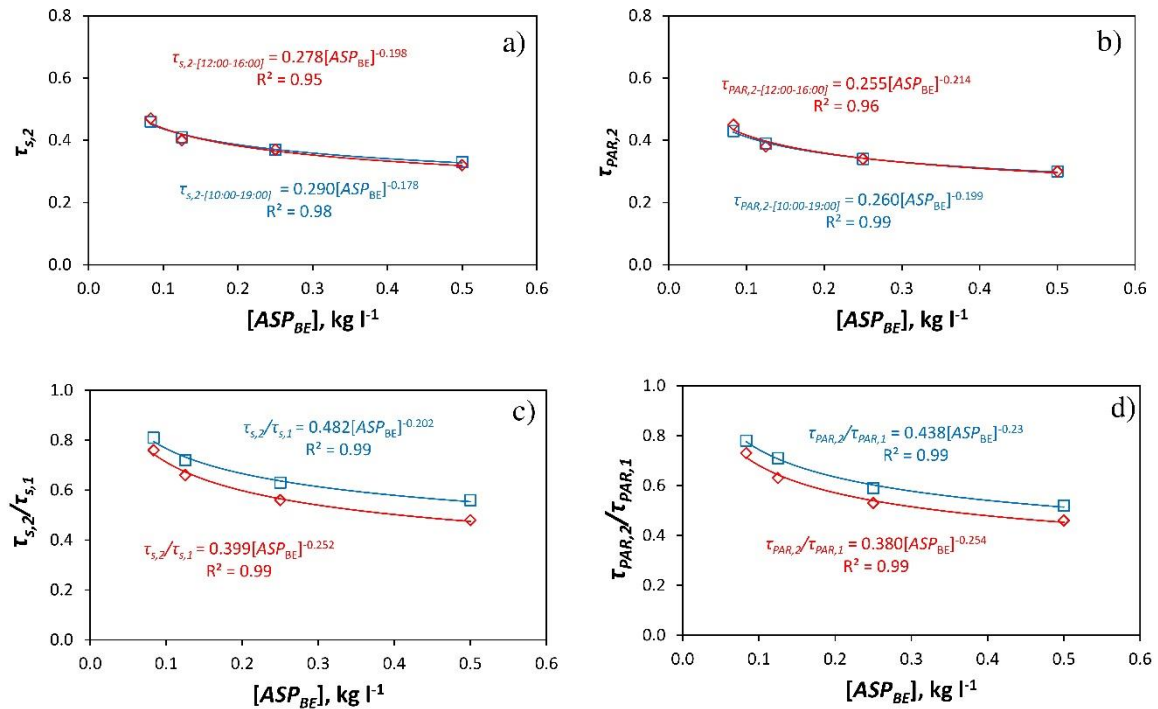 a)
0.8
0.6
0.4
0.2
0.0
τs,2
τs,2-[12:00-16:00] = 0.278[ASPBE]-0.198
R² = 0.95
τs,2-[10:00-19:00] = 0.290[ASPBE]-0.178
R² = 0.98
0.0 0.1 0.2 0.3 0.4 0.5 0.6
[ASPBE], kg l-1
b)
0.8
0.6
0.4
0.2
0.0
τPAR,2
τPAR,2-[12:00-16:00] = 0.255[ASPBE]-0.214
R² = 0.96
τPAR,2-[10:00-19:00] = 0.260[ASPBE]-0.199
R² = 0.99
0.0 0.1 0.2 0.3 0.4 0.5 0.6
[ASPBE], kg l-1
c)
1.0
0.8
0.6
0.4
0.2
0.0
τs,2/τs,1
τs,2/τs,1 = 0.482[ASPBE]-0.202
R² = 0.99
τs,2/τs,1 = 0.399[ASPBE]-0.252
R² = 0.99
0.0 0.1 0.2 0.3 0.4 0.5 0.6
[ASPBE], kg l-1
d)
1.0
0.8
0.6
0.4
0.2
0.0
τPAR,2/τPAR,1
τPAR,2/τPAR,1 = 0.438[ASPBE]-0.23
R² = 0.99
τPAR,2/τPAR,1 = 0.380[ASPBE]-0.254
R² = 0.99
0.0 0.1 0.2 0.3 0.4 0.5 0.6
[ASPBE], kg l-1